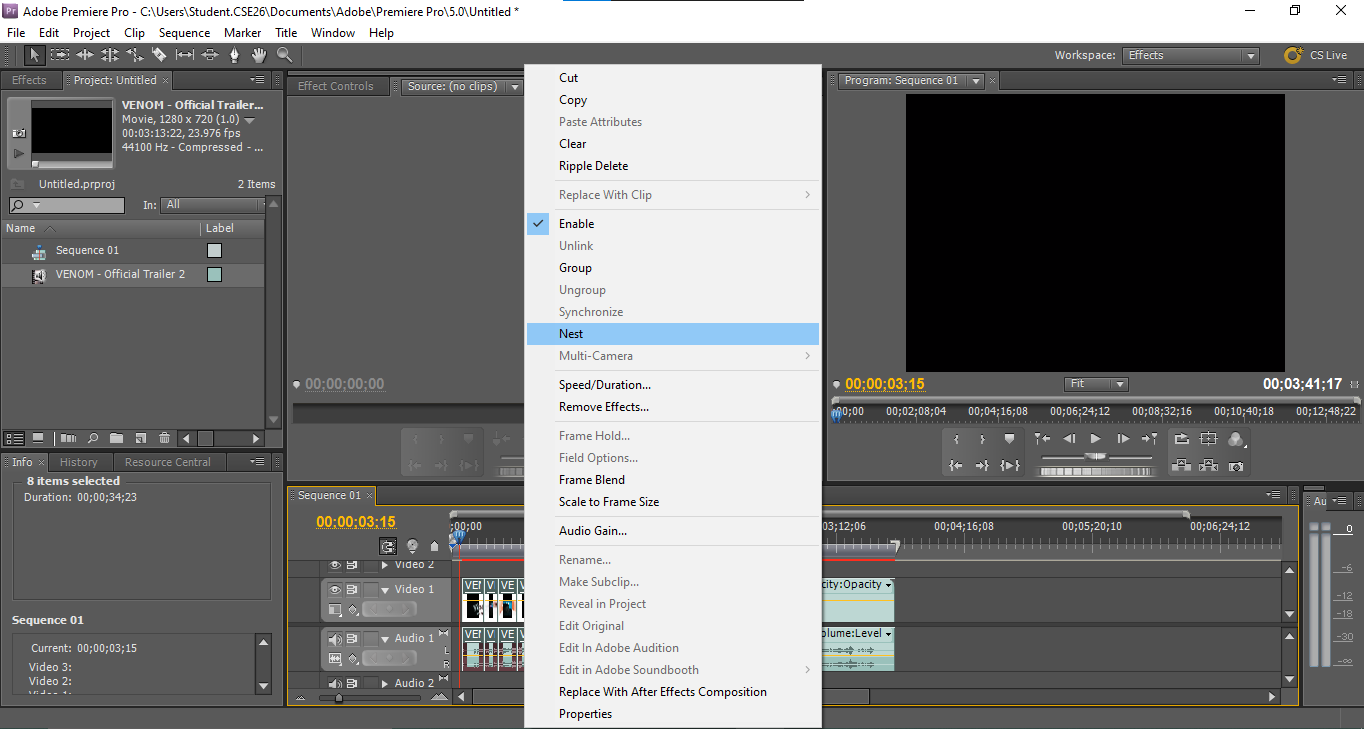 Adobe Premiere Pro - C:\Users\Student.CSE26\Documents\Adobe\Premiere Pro\5.0\Untitled *
File Edit Project Clip Sequence Marker Title Window Help
Workspace: Effects CS Live
Effects Project: Untitled
VENOM - Official Trailer...
Movie, 1280 x 720 (1.0)
00:03:13:22, 23.976 fps
44100 Hz - Compressed - ...
Untitled.prproj 2 Items
In: All
Name Label
Sequence 01
VENOM - Official Trailer 2
Info History Resource Central
8 items selected
Duration: 00;00;34;23
Sequence 01
Current: 00;00;03;15
Video 3:
Video 2:
Video 1:
Effect Controls Source: (no clips)
00;00;00;00
Cut
Copy
Paste Attributes
Clear
Ripple Delete
Replace With Clip
Enable
Unlink
Group
Ungroup
Synchronize
Nest
Multi-Camera
Speed/Duration...
Remove Effects...
Frame Hold...
Field Options...
Frame Blend
Scale to Frame Size
Audio Gain...
Rename...
Make Subclip...
Reveal in Project
Edit Original
Edit In Adobe Audition
Edit in Adobe Soundbooth
Replace With After Effects Composition
Properties
Program: Sequence 01
00;00;03;15 Fit 00;03;41;17
;00;00 00;02;08;04 00;04;16;08 00;06;24;12 00;08;32;16 00;10;40;18 00;12;48;22
Sequence 01
00;00;03;15
;00;00 03;12;06 00;04;16;08 00;05;20;10 00;06;24;12
Video 2
Video 1
VEN V VE V city:Opacity
Audio 1
VEN V VE V olume:Level
L
R
Audio 2
Au
0
-6
-12
-18
-30
-∞